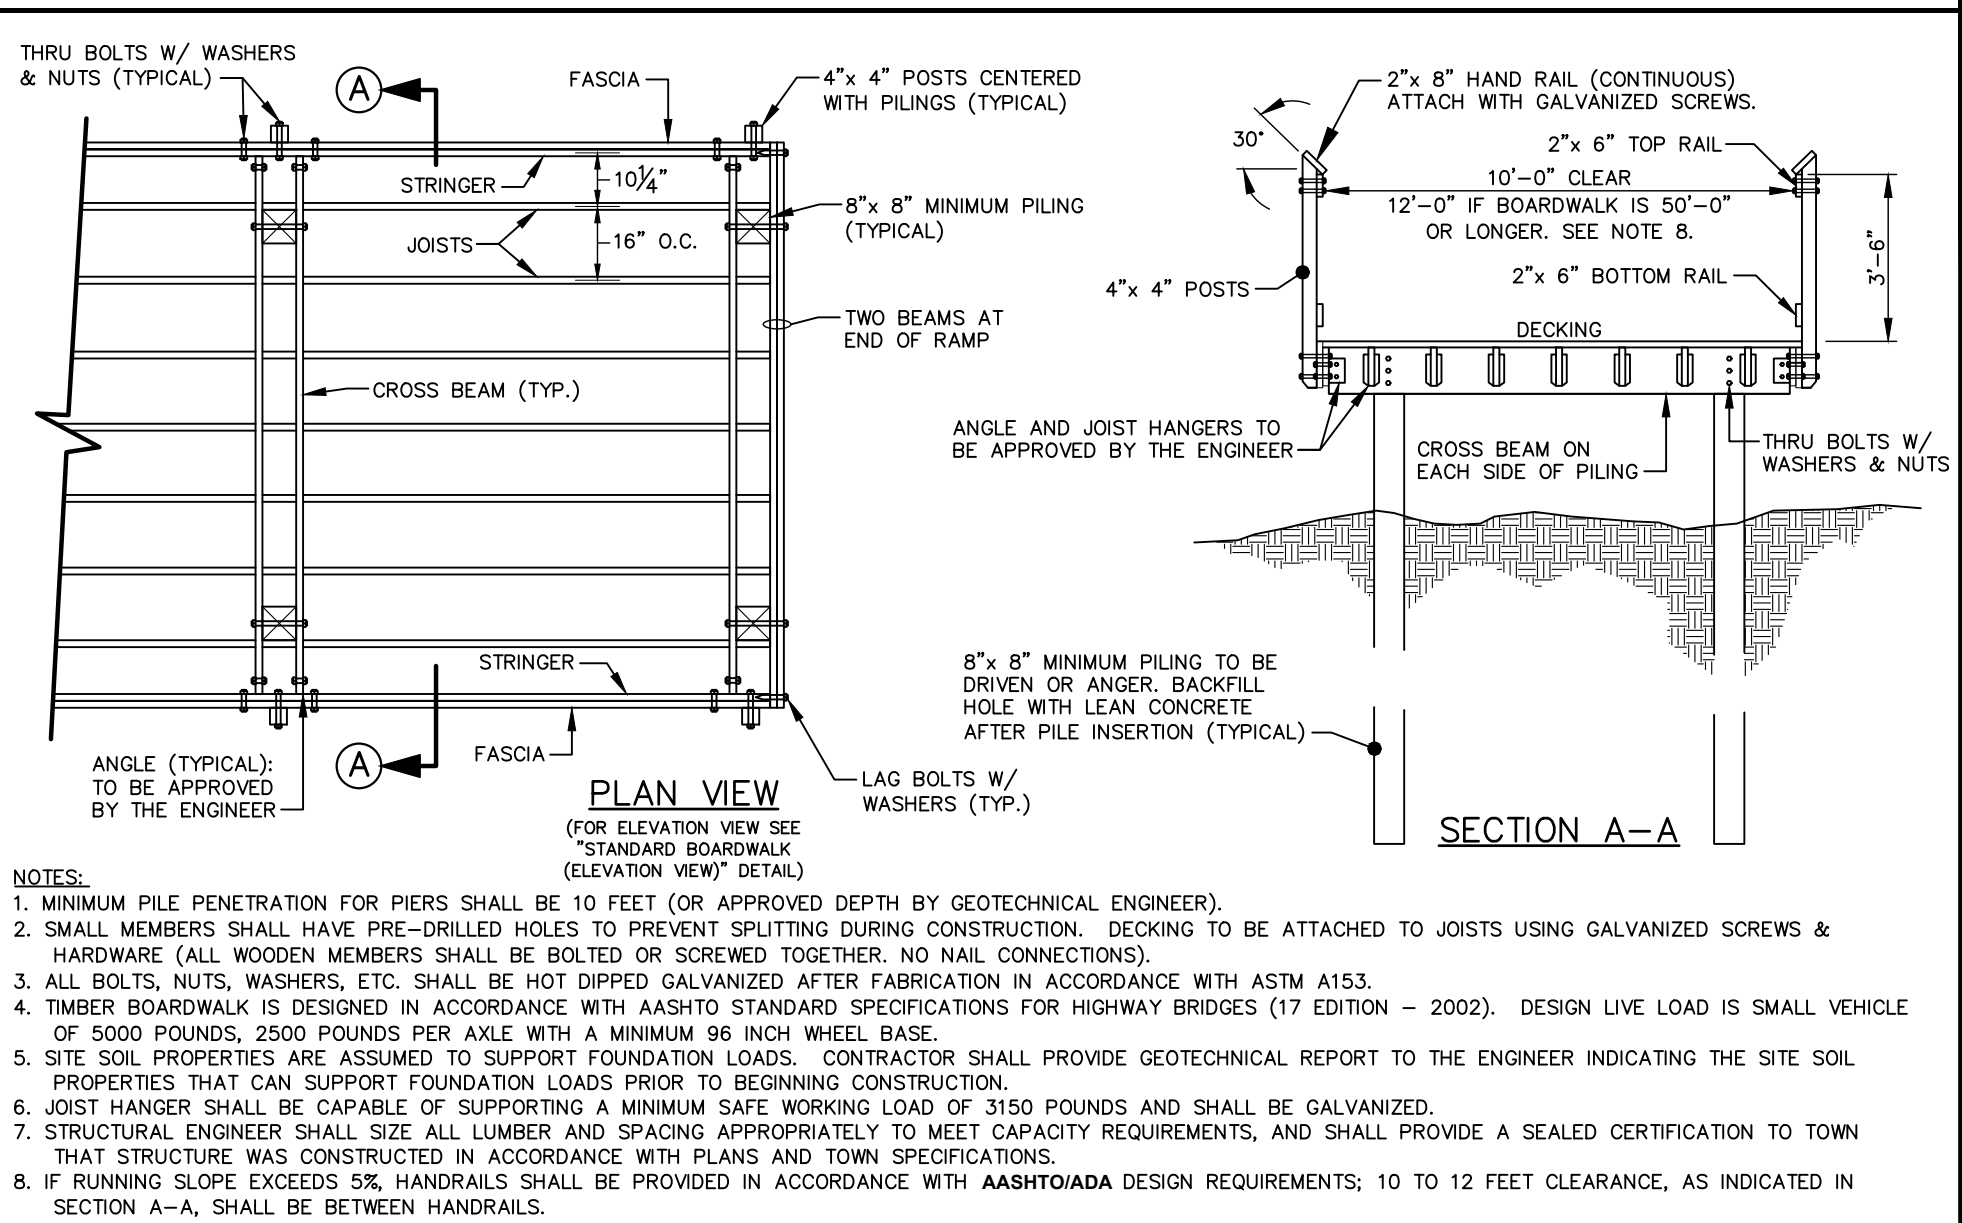 THRU BOLTS W/ WASHERS
& NUTS (TYPICAL)
A
FASCIA
4"x 4" POSTS CENTERED
WITH PILINGS (TYPICAL)
STRINGER
10¼"
8"x 8" MINIMUM PILING
(TYPICAL)
JOISTS
16" O.C.
TWO BEAMS AT
END OF RAMP
CROSS BEAM (TYP.)
STRINGER
ANGLE (TYPICAL):
TO BE APPROVED
BY THE ENGINEER
A
FASCIA
LAG BOLTS W/
WASHERS (TYP.)
PLAN VIEW
(FOR ELEVATION VIEW SEE
"STANDARD BOARDWALK
(ELEVATION VIEW)" DETAIL)
2"x 8" HAND RAIL (CONTINUOUS)
ATTACH WITH GALVANIZED SCREWS.
30°
2"x 6" TOP RAIL
10'-0" CLEAR
12'-0" IF BOARDWALK IS 50'-0"
OR LONGER. SEE NOTE 8.
3'-6"
2"x 6" BOTTOM RAIL
4"x 4" POSTS
DECKING
ANGLE AND JOIST HANGERS TO
BE APPROVED BY THE ENGINEER
CROSS BEAM ON
EACH SIDE OF PILING
THRU BOLTS W/
WASHERS & NUTS
8"x 8" MINIMUM PILING TO BE
DRIVEN OR ANGER. BACKFILL
HOLE WITH LEAN CONCRETE
AFTER PILE INSERTION (TYPICAL)
SECTION A-A
NOTES:
1. MINIMUM PILE PENETRATION FOR PIERS SHALL BE 10 FEET (OR APPROVED DEPTH BY GEOTECHNICAL ENGINEER).
2. SMALL MEMBERS SHALL HAVE PRE-DRILLED HOLES TO PREVENT SPLITTING DURING CONSTRUCTION. DECKING TO BE ATTACHED TO JOISTS USING GALVANIZED SCREWS &
HARDWARE (ALL WOODEN MEMBERS SHALL BE BOLTED OR SCREWED TOGETHER. NO NAIL CONNECTIONS).
3. ALL BOLTS, NUTS, WASHERS, ETC. SHALL BE HOT DIPPED GALVANIZED AFTER FABRICATION IN ACCORDANCE WITH ASTM A153.
4. TIMBER BOARDWALK IS DESIGNED IN ACCORDANCE WITH AASHTO STANDARD SPECIFICATIONS FOR HIGHWAY BRIDGES (17 EDITION - 2002). DESIGN LIVE LOAD IS SMALL VEHICLE
OF 5000 POUNDS, 2500 POUNDS PER AXLE WITH A MINIMUM 96 INCH WHEEL BASE.
5. SITE SOIL PROPERTIES ARE ASSUMED TO SUPPORT FOUNDATION LOADS. CONTRACTOR SHALL PROVIDE GEOTECHNICAL REPORT TO THE ENGINEER INDICATING THE SITE SOIL
PROPERTIES THAT CAN SUPPORT FOUNDATION LOADS PRIOR TO BEGINNING CONSTRUCTION.
6. JOIST HANGER SHALL BE CAPABLE OF SUPPORTING A MINIMUM SAFE WORKING LOAD OF 3150 POUNDS AND SHALL BE GALVANIZED.
7. STRUCTURAL ENGINEER SHALL SIZE ALL LUMBER AND SPACING APPROPRIATELY TO MEET CAPACITY REQUIREMENTS, AND SHALL PROVIDE A SEALED CERTIFICATION TO TOWN
THAT STRUCTURE WAS CONSTRUCTED IN ACCORDANCE WITH PLANS AND TOWN SPECIFICATIONS.
8. IF RUNNING SLOPE EXCEEDS 5%, HANDRAILS SHALL BE PROVIDED IN ACCORDANCE WITH AASHTO/ADA DESIGN REQUIREMENTS; 10 TO 12 FEET CLEARANCE, AS INDICATED IN
SECTION A-A, SHALL BE BETWEEN HANDRAILS.